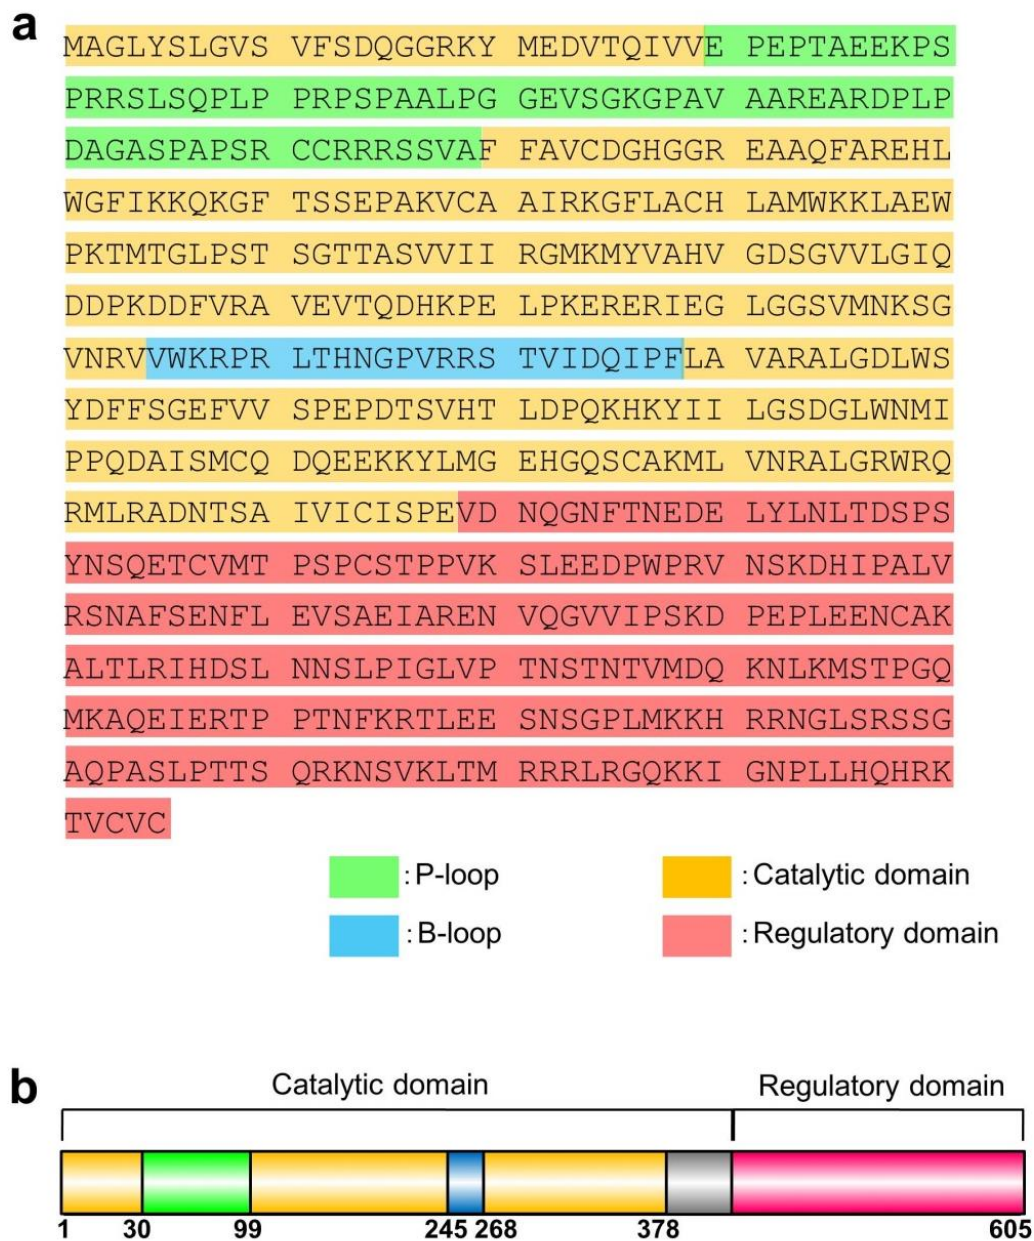 a
MAGLYSLGVS VFSDQGGRKY MEDVTQIVVE PEPTAEEKPS
PRRSLSQPLP PRPSPAALPG GEVSGKGPAV AAREARDPLP
DAGASPAPSR CCRRRSSVAF FAVCDGHGGR EAAQFAREHL
WGFIKKQKGF TSSEPAKVCA AIRKGFLACH LAMWKKLAEW
PKTMTGLPST SGTTASVVII RGMKMYVAHV GDSGVVLGIQ
DDPKDDFVRA VEVTQDHKPE LPKERERIEG LGGSVMNKSG
VNRVVWKRPR LTHNGPVRRS TVIDQIPFLA VARALGDLWS
YDFFSGEFVV SPEPDTSVHT LDPQKHKYII LGSDGLWNMI
PPQDAISMCQ DQEEKKYLMG EHGQSCAKML VNRALGRWRQ
RMLRADNTSA IVICISPEVD NQGNFTNEDE LYLNLTDSPS
YNSQETCVMT PSPCSTPPVK SLEEDPWPRV NSKDHIPALV
RSNAFSENFL EVSAEIAREN VQGVVIPSKD PEPLEENCAK
ALTLRIHDSL NNSLPIGLVP TNSTNTVMDQ KNLKMSTPGQ
MKAQEIERTP PTNFKRTLEE SNSGPLMKKH RRNGLSRSSG
AQPASLPTTS QRKNSVKLTM RRRLRGQKKI GNPLLHQHRK
TVCVC
: P-loop : Catalytic domain
: B-loop : Regulatory domain
b
Catalytic domain Regulatory domain
1 30 99 245 268 378 605